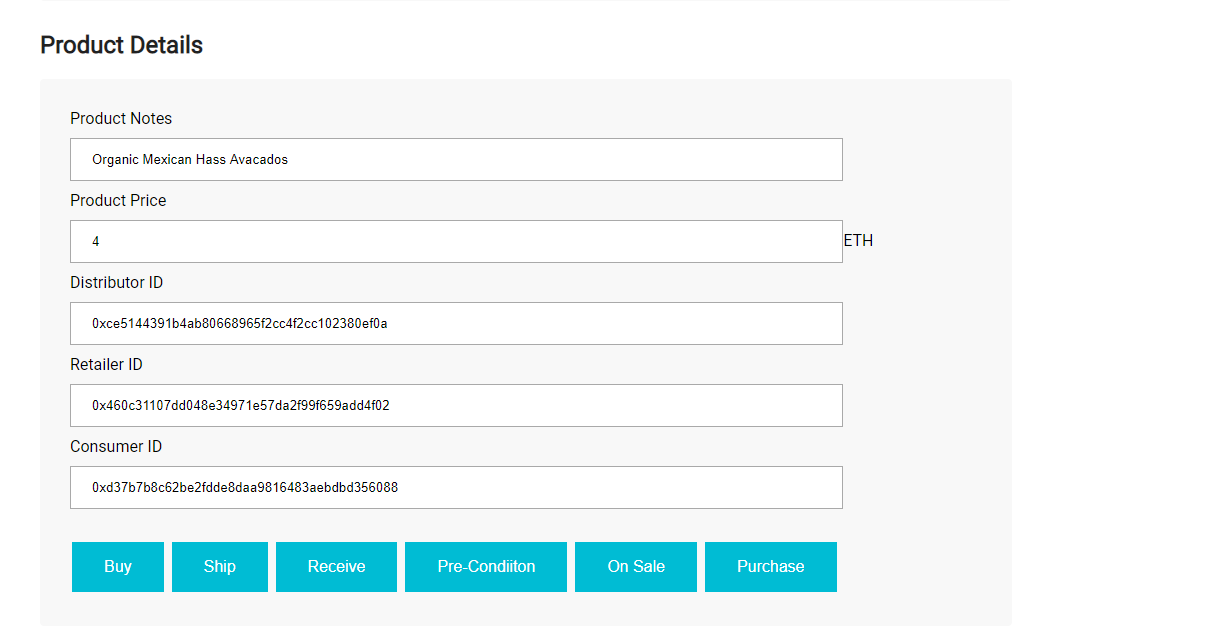 Product Details
Product Notes
Organic Mexican Hass Avacados
Product Price
4
ETH
Distributor ID
0xce5144391b4ab80668965f2cc4f2cc102380ef0a
Retailer ID
0x460c31107dd048e34971e57da2f99f659add4f02
Consumer ID
0xd37b7b8c62be2fdde8daa9816483aebdbd356088
Buy Ship Receive Pre-Condiiton On Sale Purchase